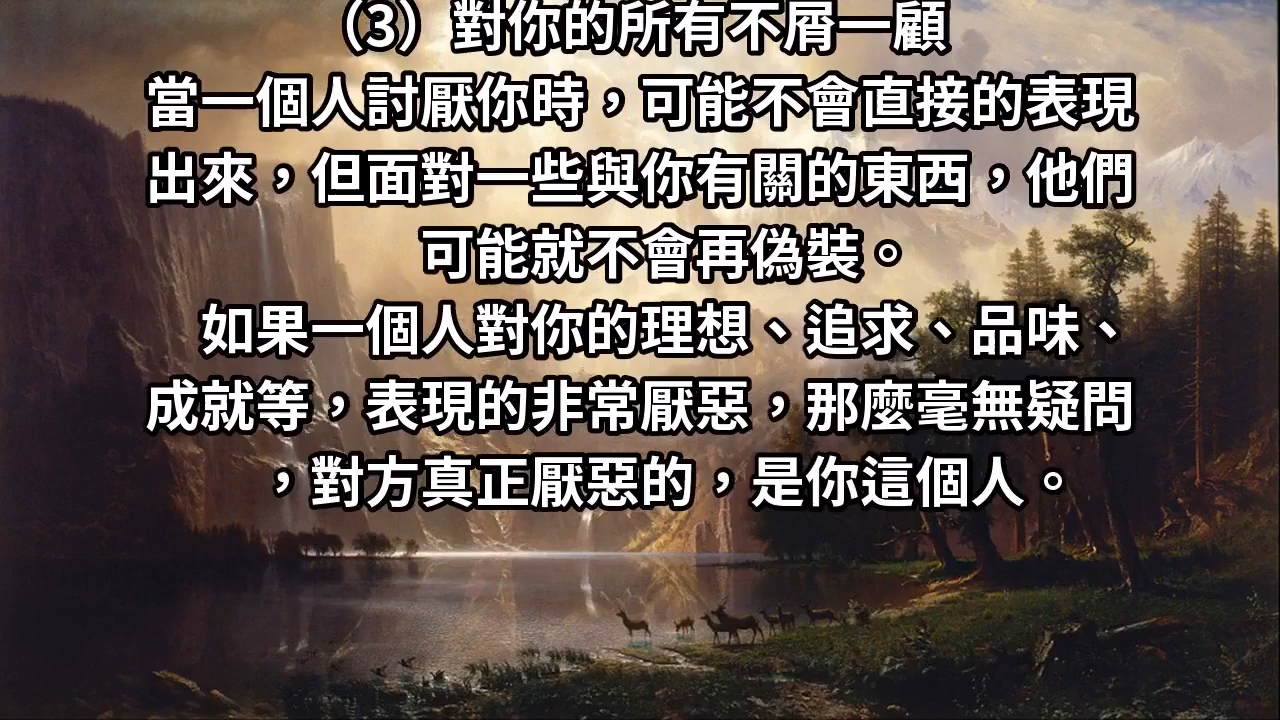 （3）對你的所有不屑一顧
當一個人討厭你時，可能不會直接的表現
出來，但面對一些與你有關的東西，他們
可能就不會再偽裝。
如果一個人對你的理想、追求、品味、
成就等，表現的非常厭惡，那麼毫無疑問
，對方真正厭惡的，是你這個人。